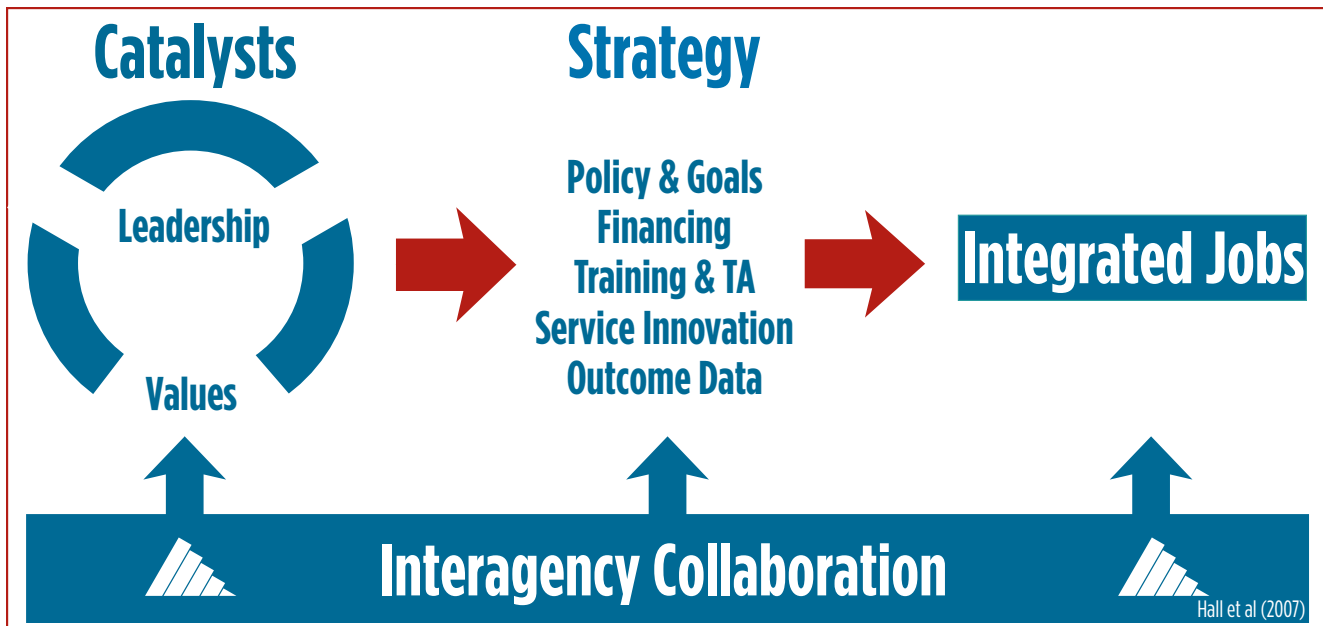 Catalysts
Leadership
Values
Strategy
Policy & Goals
Financing
Training & TA
Service Innovation
Outcome Data
Integrated Jobs
Interagency Collaboration
Hall et al (2007)